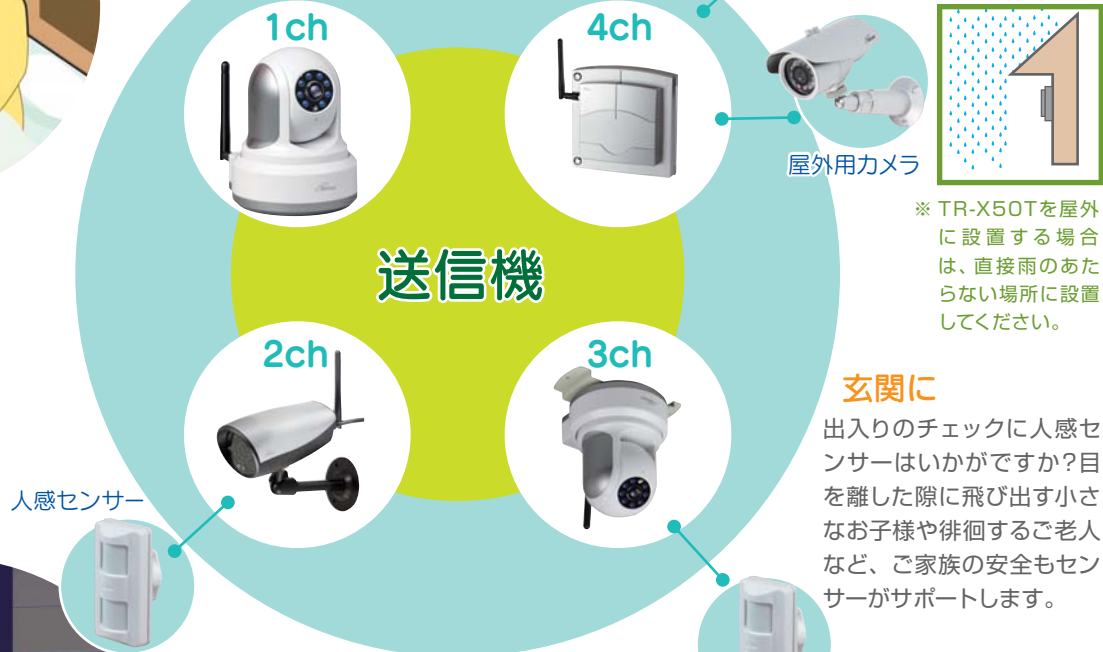 1ch
4ch
屋外用カメラ
※ TR-X50Tを屋外
に設置する場合
は、直接雨のあた
らない場所に設置
してください。
送信機
2ch
3ch
玄関に
出入りのチェックに人感セ
ンサーはいかがですか?目
を離した隙に飛び出す小さ
なお子様や徘徊するご老人
など、ご家族の安全もセン
サーがサポートします。
人感センサー